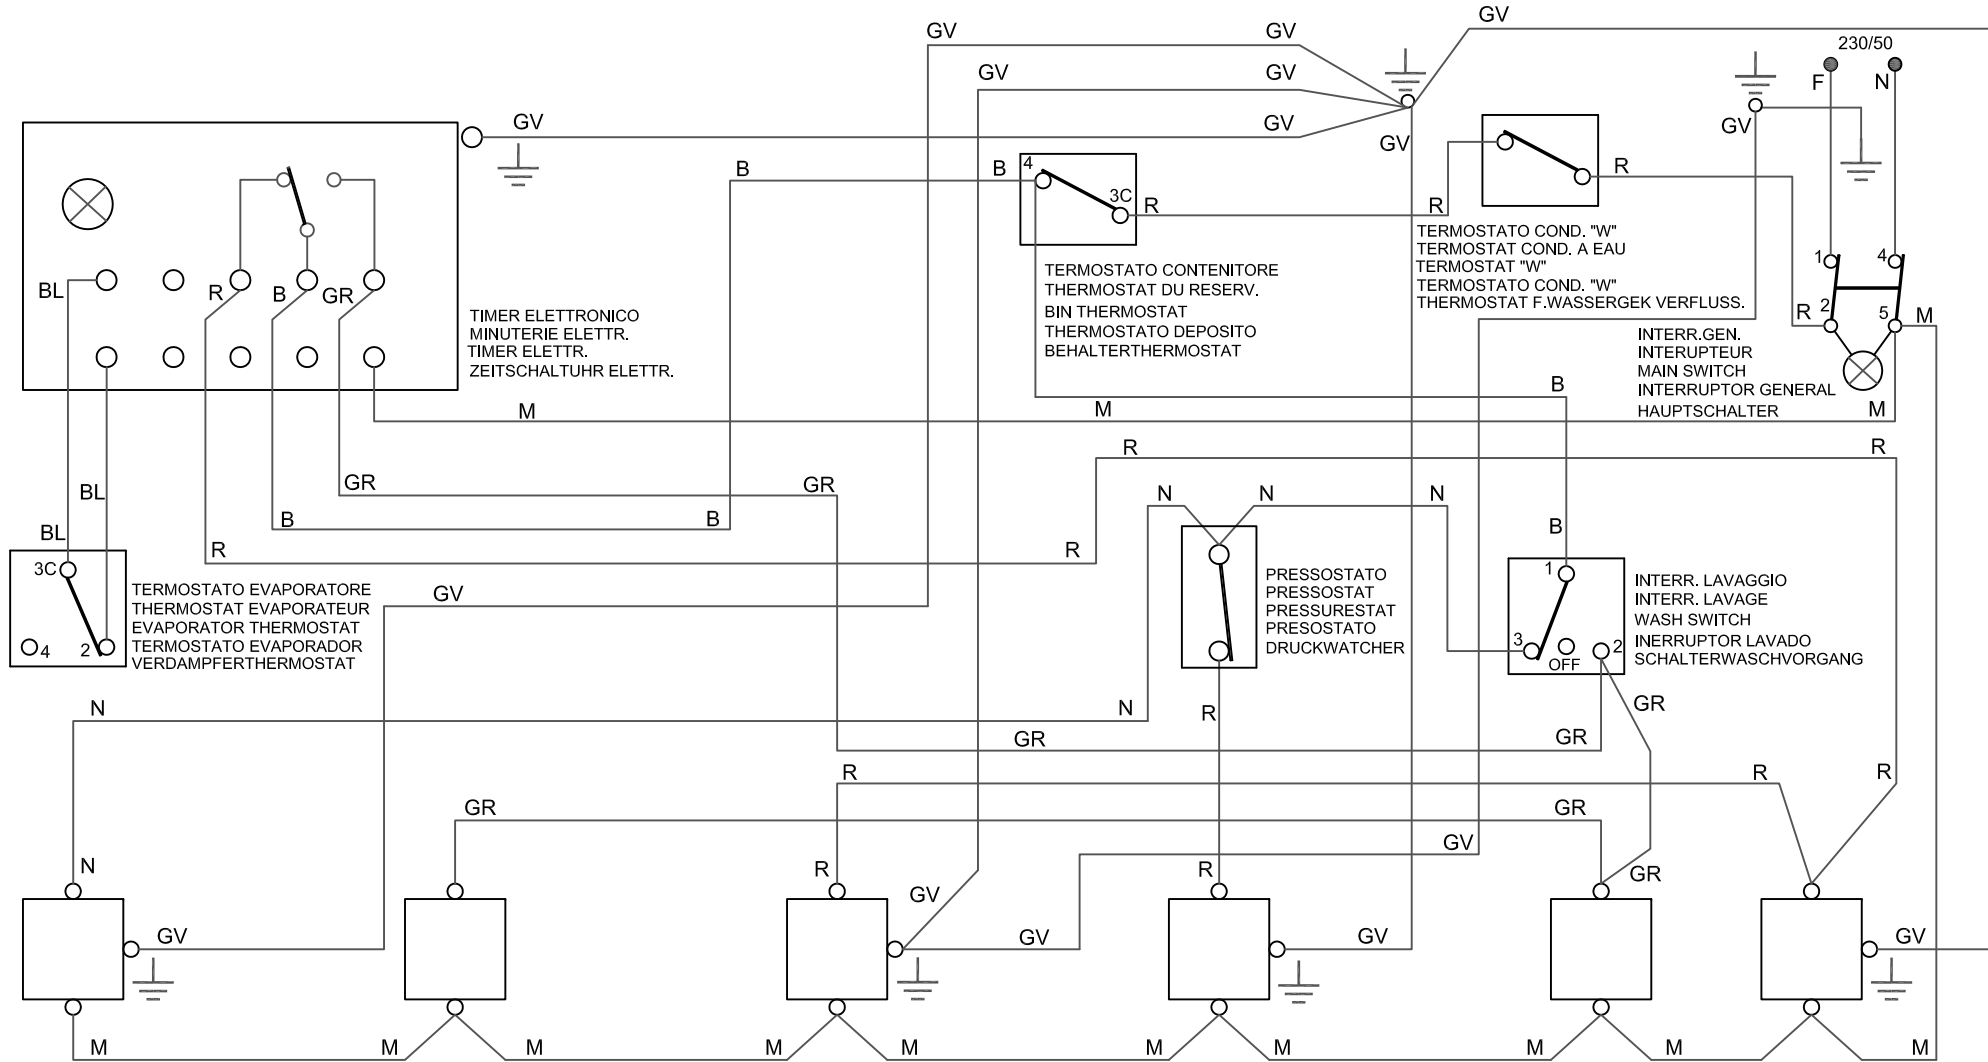 GV
GV
GV
230/50
GV
GV
F
N
GV
GV
GV
GV
B
B
4
3C
R
R
R
TERMOSTATO COND. "W"
TERMOSTAT COND. A EAU
TERMOSTAT "W"
TERMOSTATO COND. "W"
THERMOSTAT F.WASSERGEK VERFLUSS.
1
4
2
5
R
M
TERMOSTATO CONTENITORE
THERMOSTAT DU RESERV.
BIN THERMOSTAT
THERMOSTATO DEPOSITO
BEHALTERTHERMOSTAT
BL
R
B
GR
TIMER ELETTRONICO
MINUTERIE ELETTR.
TIMER ELETTR.
ZEITSCHALTUHR ELETTR.
INTERR.GEN.
INTERUPTEUR
MAIN SWITCH
INTERRUPTOR GENERAL
HAUPTSCHALTER
B
M
M
M
R
R
BL
GR
GR
N
N
N
B
B
B
BL
R
R
3C
4
2
TERMOSTATO EVAPORATORE
THERMOSTAT EVAPORATEUR
EVAPORATOR THERMOSTAT
TERMOSTATO EVAPORADOR
VERDAMPFERTHERMOSTAT
GV
PRESSOSTATO
PRESSOSTAT
PRESSURESTAT
PRESOSTATO
DRUCKWATCHER
1
3
OFF
2
INTERR. LAVAGGIO
INTERR. LAVAGE
WASH SWITCH
INERRUPTOR LAVADO
SCHALTERWASCHVORGANG
N
N
R
GR
GR
GR
R
R
R
GR
GR
GV
N
R
R
GR
GV
GV
GV
GV
GV
M
M
M
M
M
M
M
M
M
M